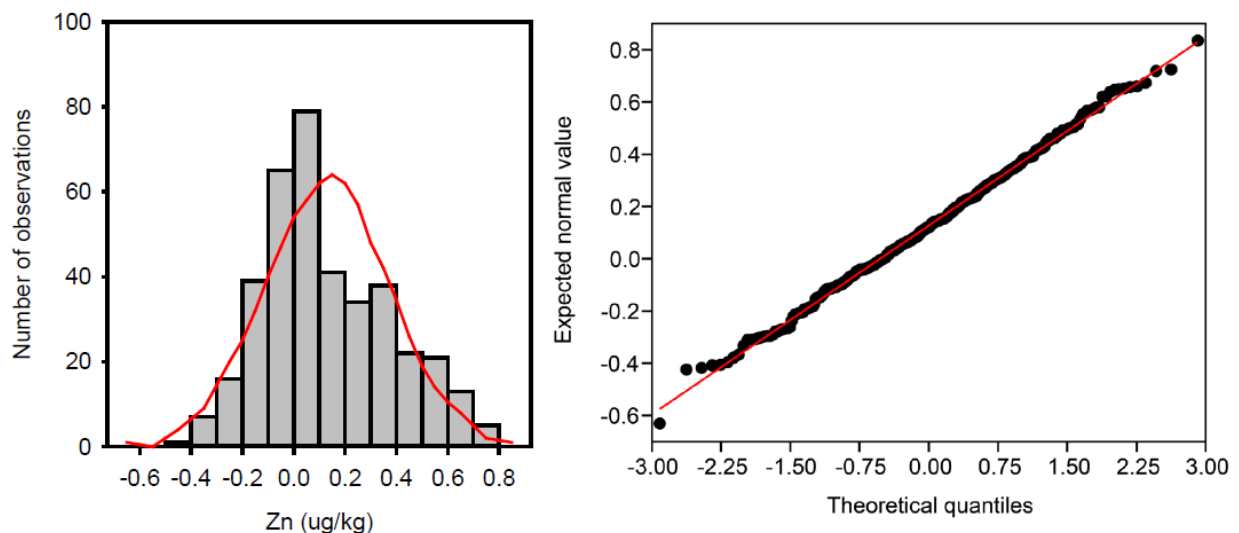 100
80
60
40
20
0
Number of observations
-0.6 -0.4 -0.2 0.0 0.2 0.4 0.6 0.8
Zn (ug/kg)
0.8
0.6
0.4
0.2
0.0
-0.2
-0.4
-0.6
Expected normal value
-3.00 -2.25 -1.50 -0.75 0.00 0.75 1.50 2.25 3.00
Theoretical quantiles